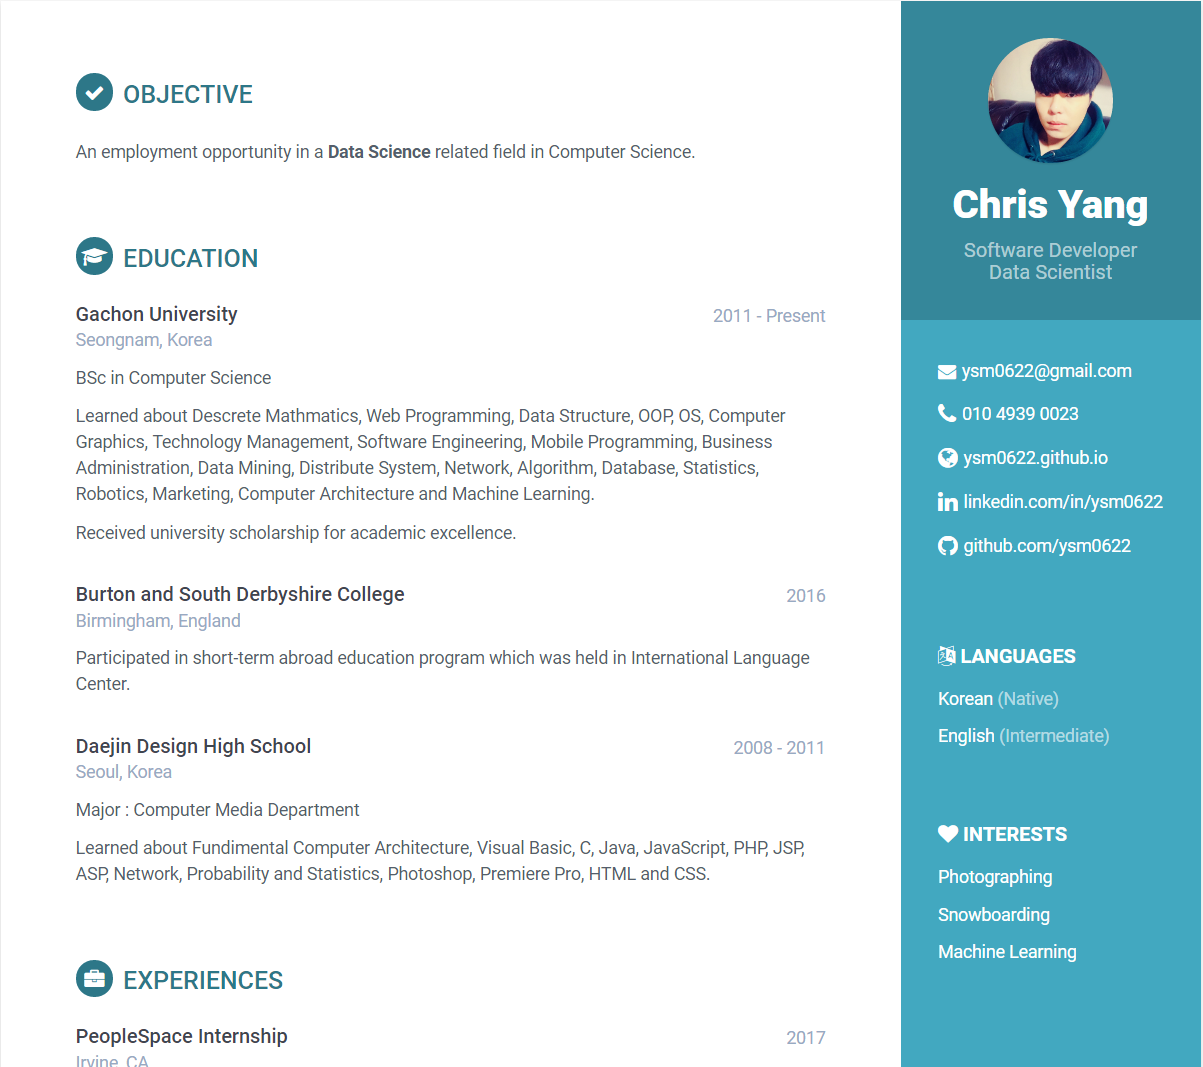 OBJECTIVE
An employment opportunity in a Data Science related field in Computer Science.
EDUCATION
Gachon University
2011 - Present
Seongnam, Korea
BSc in Computer Science
Learned about Descrete Mathmatics, Web Programming, Data Structure, OOP, OS, Computer
Graphics, Technology Management, Software Engineering, Mobile Programming, Business
Administration, Data Mining, Distribute System, Network, Algorithm, Database, Statistics,
Robotics, Marketing, Computer Architecture and Machine Learning.
Received university scholarship for academic excellence.
Burton and South Derbyshire College
2016
Birmingham, England
Participated in short-term abroad education program which was held in International Language
Center.
Daejin Design High School
2008 - 2011
Seoul, Korea
Major : Computer Media Department
Learned about Fundimental Computer Architecture, Visual Basic, C, Java, JavaScript, PHP, JSP,
ASP, Network, Probability and Statistics, Photoshop, Premiere Pro, HTML and CSS.
EXPERIENCES
PeopleSpace Internship
2017
Irvine, CA
Chris Yang
Software Developer
Data Scientist
ysm0622@gmail.com
010 4939 0023
ysm0622.github.io
linkedin.com/in/ysm0622
github.com/ysm0622
LANGUAGES
Korean (Native)
English (Intermediate)
INTERESTS
Photographing
Snowboarding
Machine Learning